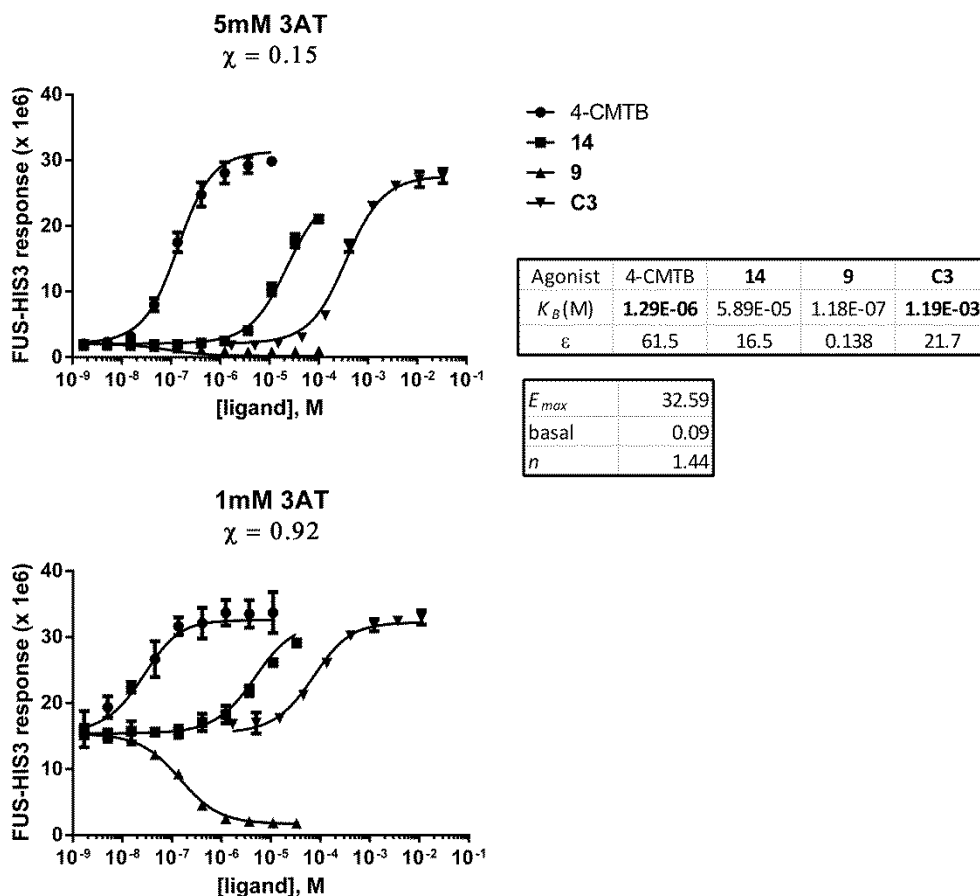 5mM 3AT
χ = 0.15
FUS-HIS3 response (x 1e6)
40
30
20
10
0
10⁻⁹ 10⁻⁸ 10⁻⁷ 10⁻⁶ 10⁻⁵ 10⁻⁴ 10⁻³ 10⁻² 10⁻¹
[ligand], M
4-CMTB
14
9
C3
Agonist 4-CMTB 14 9 C3
K_B(M) 1.29E-06 5.89E-05 1.18E-07 1.19E-03
ε 61.5 16.5 0.138 21.7
E_max 32.59
basal 0.09
n 1.44
1mM 3AT
χ = 0.92
FUS-HIS3 response (x 1e6)
40
30
20
10
0
10⁻⁹ 10⁻⁸ 10⁻⁷ 10⁻⁶ 10⁻⁵ 10⁻⁴ 10⁻³ 10⁻² 10⁻¹
[ligand], M